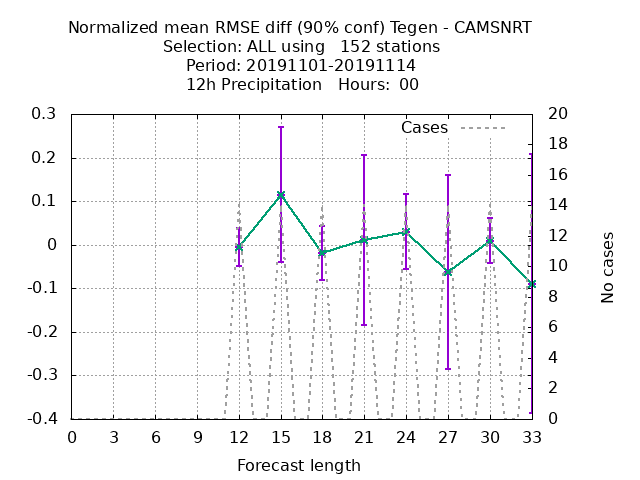 Normalized mean RMSE diff (90% conf) Tegen - CAMSNRT
Selection: ALL using   152 stations
Period: 20191101-20191114
12h Precipitation   Hours:  00
0.3
0.2
0.1
0
-0.1
-0.2
-0.3
-0.4
Cases
20
18
16
14
12
10
8
6
4
2
0
No cases
0 3 6 9 12 15 18 21 24 27 30 33
Forecast length